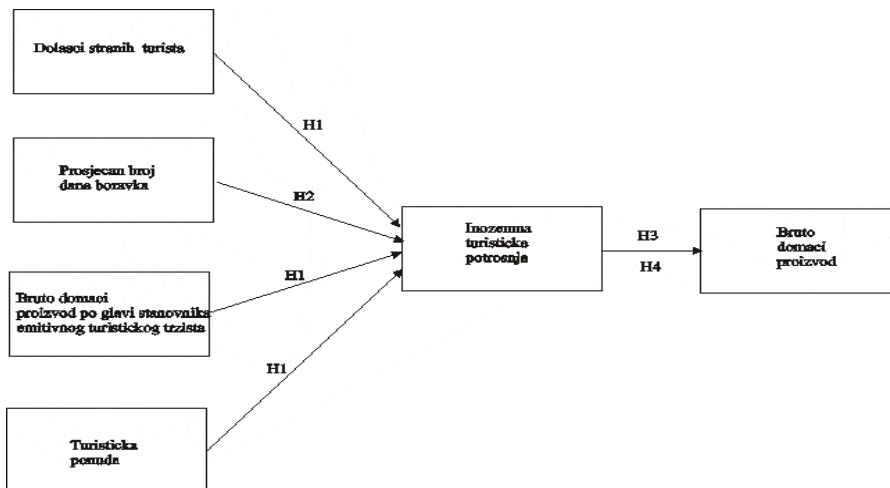 Dolasci stranih turista
H1
Prosjecan broj
dana boravka
H2
Inozemna
turisticka
potrosnja
H3
H4
Bruto
domaci
proizvod
Bruto domaci
proizvod po glavi stanovnika
emitivnog turistickog trzista
H1
H1
Turisticka
ponuda